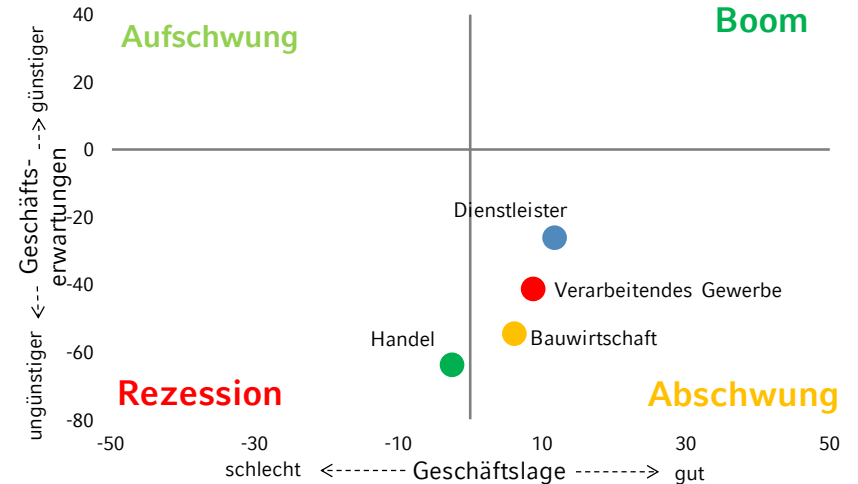 40
Aufschwung
Boom
20
0
-20
-40
-60
-80
günstiger
--->
Geschäfts-
erwartungen
<---
ungünstiger
Dienstleister
Verarbeitendes Gewerbe
Bauwirtschaft
Handel
Rezession
Abschwung
-50 -30 -10 10 30 50
schlecht <-------- Geschäftslage --------> gut